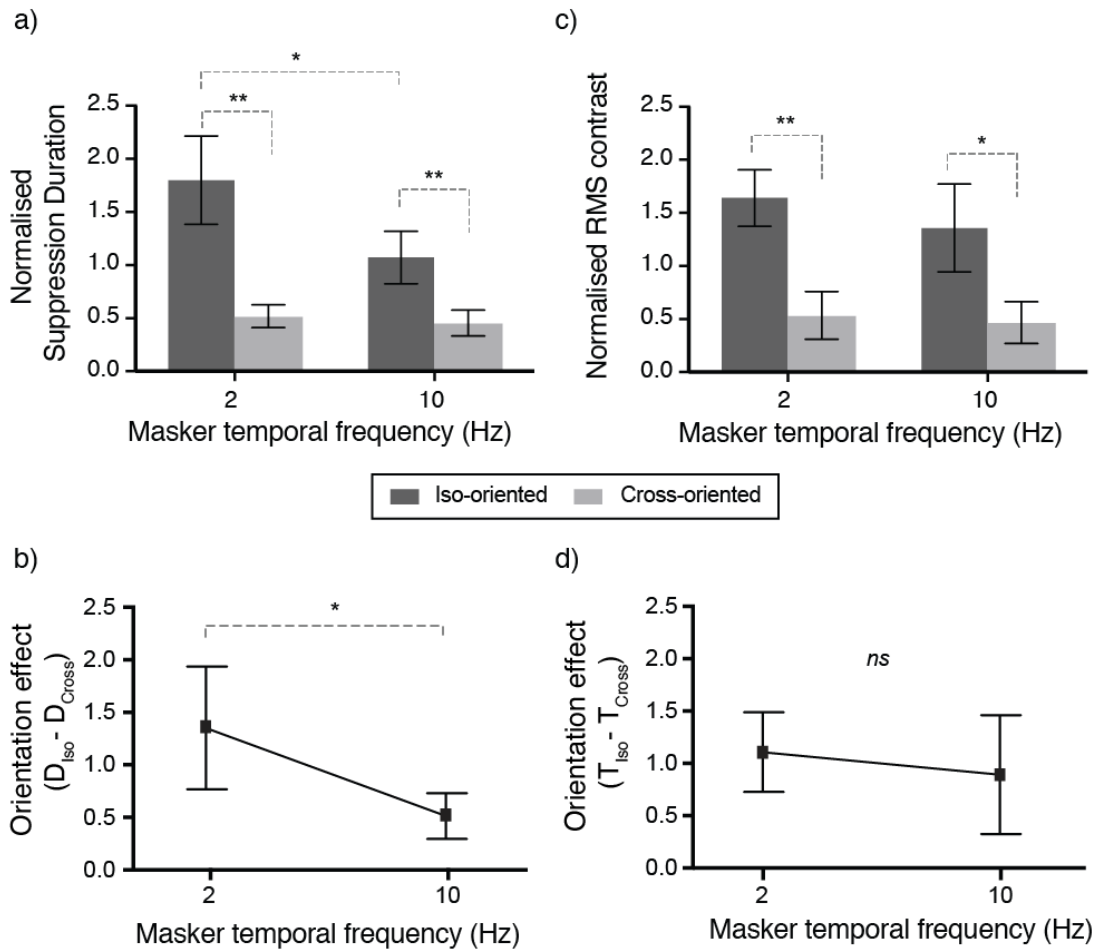 a)
*
**
**
2.5
2.0
1.5
1.0
0.5
0.0
Normalised
Suppression Duration
2
10
Masker temporal frequency (Hz)
c)
**
*
2.5
2.0
1.5
1.0
0.5
0.0
Normalised RMS contrast
2
10
Masker temporal frequency (Hz)
Iso-oriented
Cross-oriented
b)
*
2.5
2.0
1.5
1.0
0.5
0.0
Orientation effect
(D_Iso - D_Cross)
2
10
Masker temporal frequency (Hz)
d)
ns
2.5
2.0
1.5
1.0
0.5
0.0
Orientation effect
(T_Iso - T_Cross)
2
10
Masker temporal frequency (Hz)